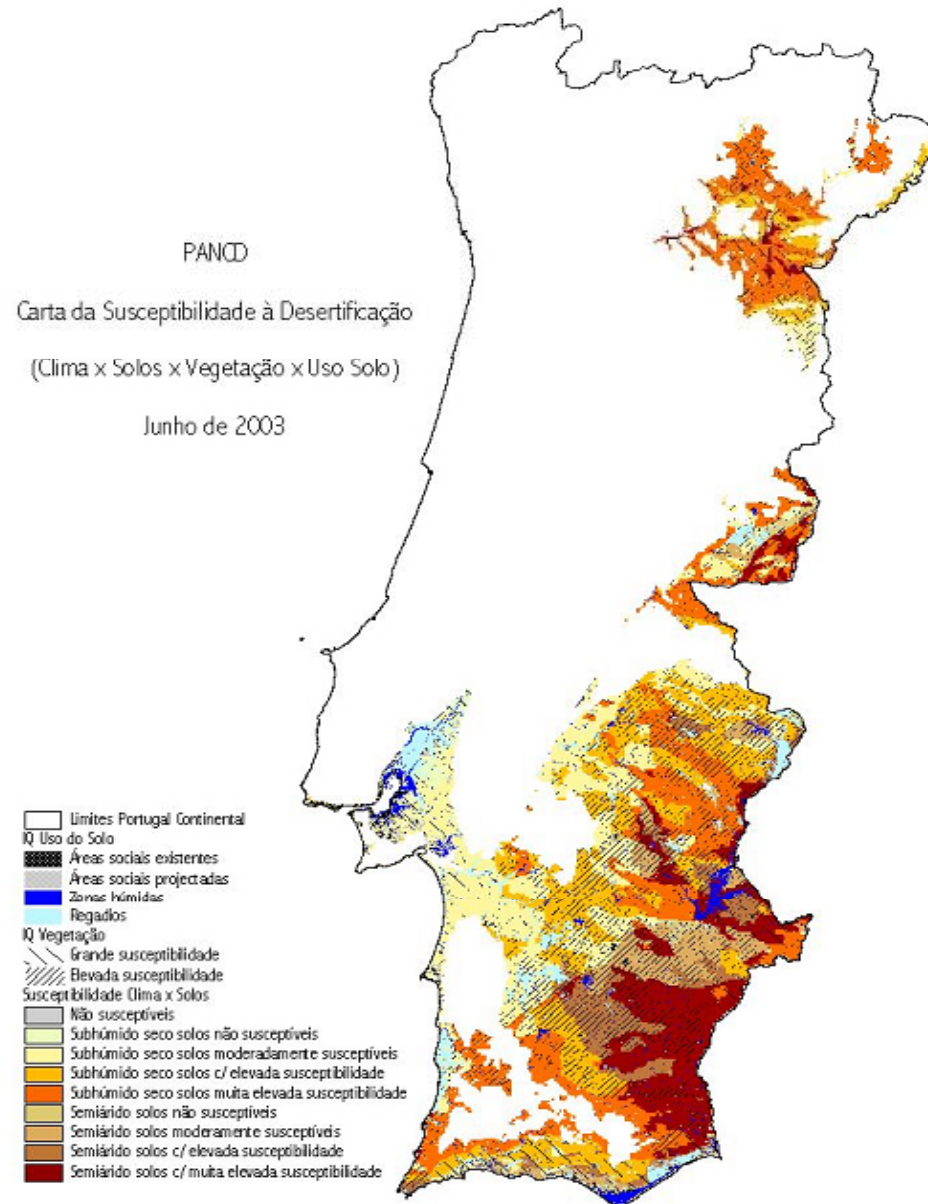 PANCD
Carta da Susceptibilidade à Desertificação
(Clima x Solos x Vegetação x Uso Solo)
Junho de 2003
Limites Portugal Continental
IQ Uso do Solo
Áreas sociais existentes
Áreas sociais projectadas
Zonas húmidas
Regadios
IQ Vegetação
Grande susceptibilidade
Elevada susceptibilidade
Susceptibilidade Clima x Solos
Não susceptíveis
Subhúmido seco solos não susceptíveis
Subhúmido seco solos moderadamente susceptíveis
Subhúmido seco solos c/ elevada susceptibilidade
Subhúmido seco solos muita elevada susceptibilidade
Semiárido solos não susceptíveis
Semiárido solos moderamente susceptíveis
Semiárido solos c/ elevada susceptibilidade
Semiárido solos c/ muita elevada susceptibilidade